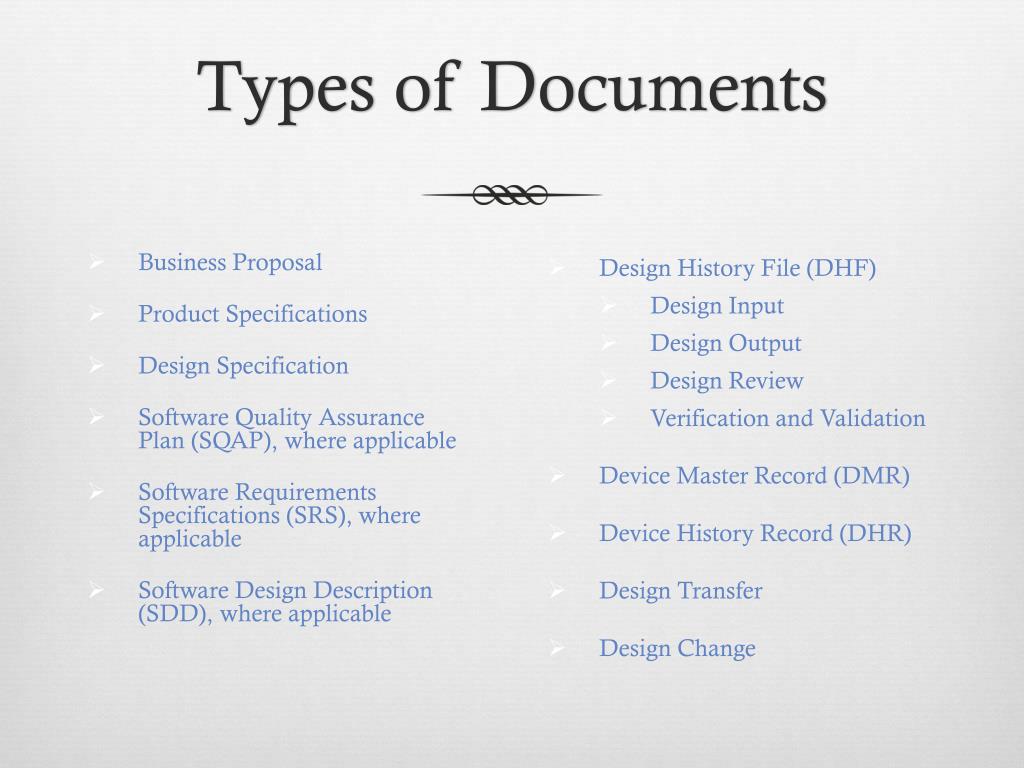 Types of Documents
Business Proposal
Product Specifications
Design Specification
Software Quality Assurance
Plan (SQAP), where applicable
Software Requirements
Specifications (SRS), where
applicable
Software Design Description
(SDD), where applicable
Design History File (DHF)
Design Input
Design Output
Design Review
Verification and Validation
Device Master Record (DMR)
Device History Record (DHR)
Design Transfer
Design Change